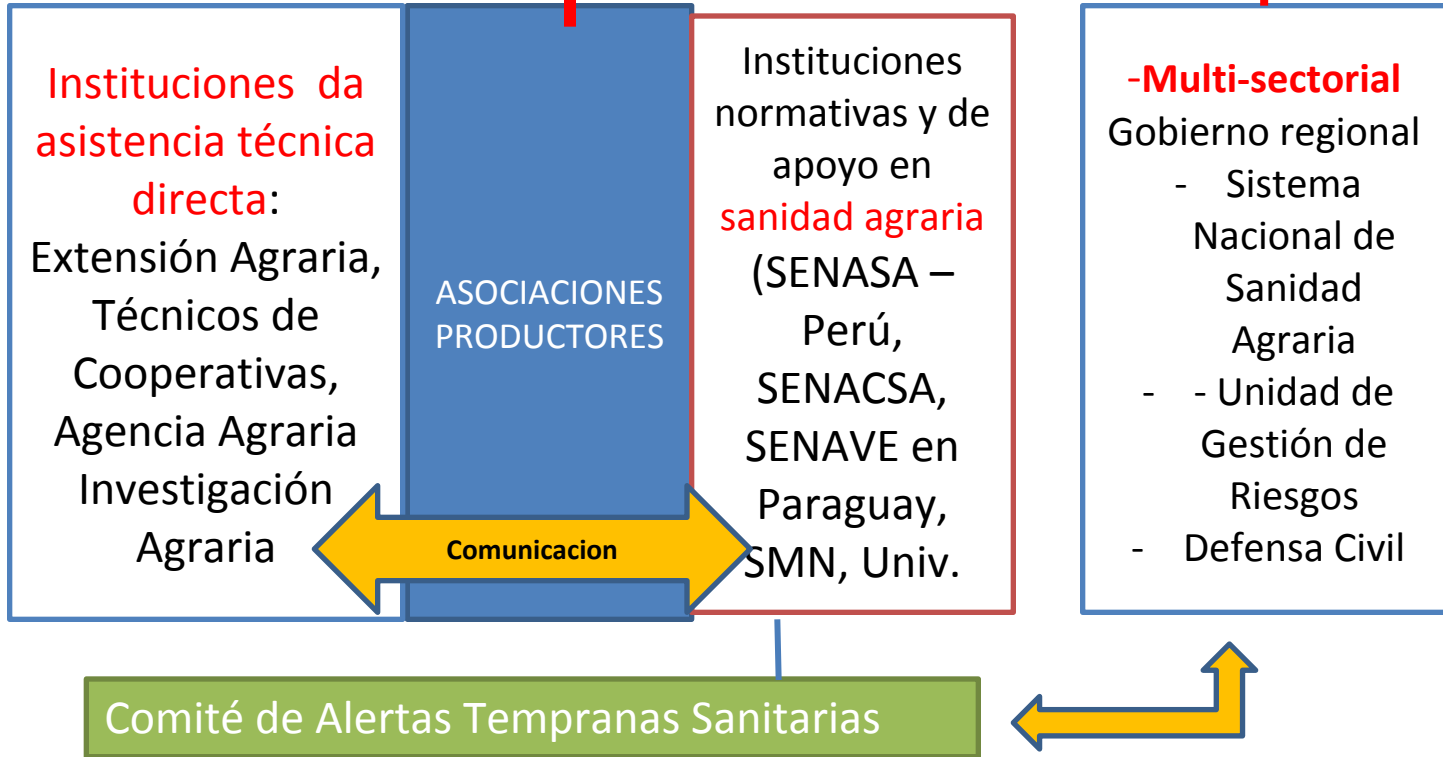 Instituciones da
asistencia técnica
directa:
Extensión Agraria,
Técnicos de
Cooperativas,
Agencia Agraria
Investigación
Agraria
ASOCIACIONES
PRODUCTORES
Comunicacion
Instituciones
normativas y de
apoyo en
sanidad agraria
(SENASA –
Perú,
SENACSA,
SENAVE en
Paraguay,
SMN, Univ.
-Multi-sectorial
Gobierno regional
- Sistema
Nacional de
Sanidad
Agraria
- - Unidad de
Gestión de
Riesgos
- Defensa Civil
Comité de Alertas Tempranas Sanitarias